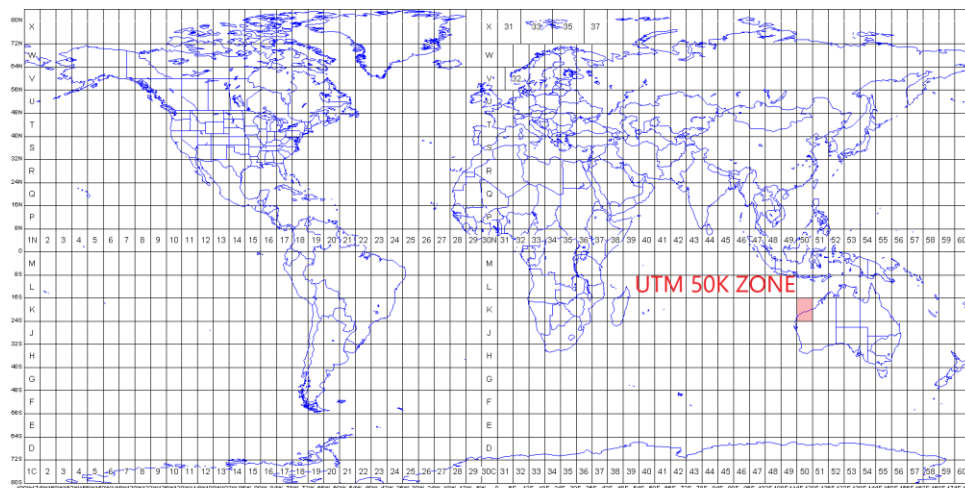 80N X X 31 33 35 37
72N
W W
64N
V V 32
56N
U
48N
T T
40N
S S
32N
R R
24N
Q Q
16N
P P
8N
1N 2 3 4 5 6 7 8 9 10 11 12 13 14 15 16 17 18 19 20 21 22 23 24 25 26 27 28 29 30N 31 32 33 34 35 36 37 38 39 40 41 42 43 44 45 46 47 48 49 50 51 52 53 54 55 56 57 58 59 60
0
M M
8S
L L UTM 50K ZONE
16S
K K
24S
J J
32S
H H
40S
G G
48S
F F
56S
E E
64S
D D
72S
1C 2 3 4 5 6 7 8 9 10 11 12 13 14 15 16 17 18 19 20 21 22 23 24 25 26 27 28 29 30C 31 32 33 34 35 36 37 38 39 40 41 42 43 44 45 46 47 48 49 50 51 52 53 54 55 56 57 58 59 60
80S